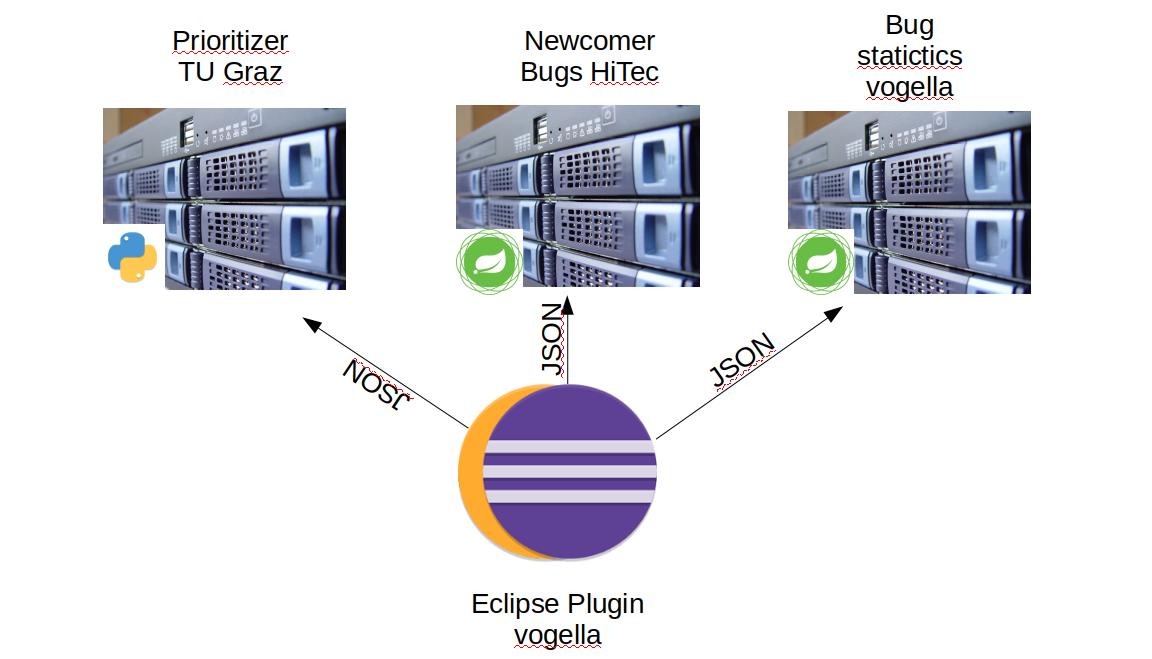 Prioritizer
TU Graz
Newcomer
Bugs HiTec
Bug
statictics
vogella
JSON
JSON
JSON
Eclipse Plugin
vogella